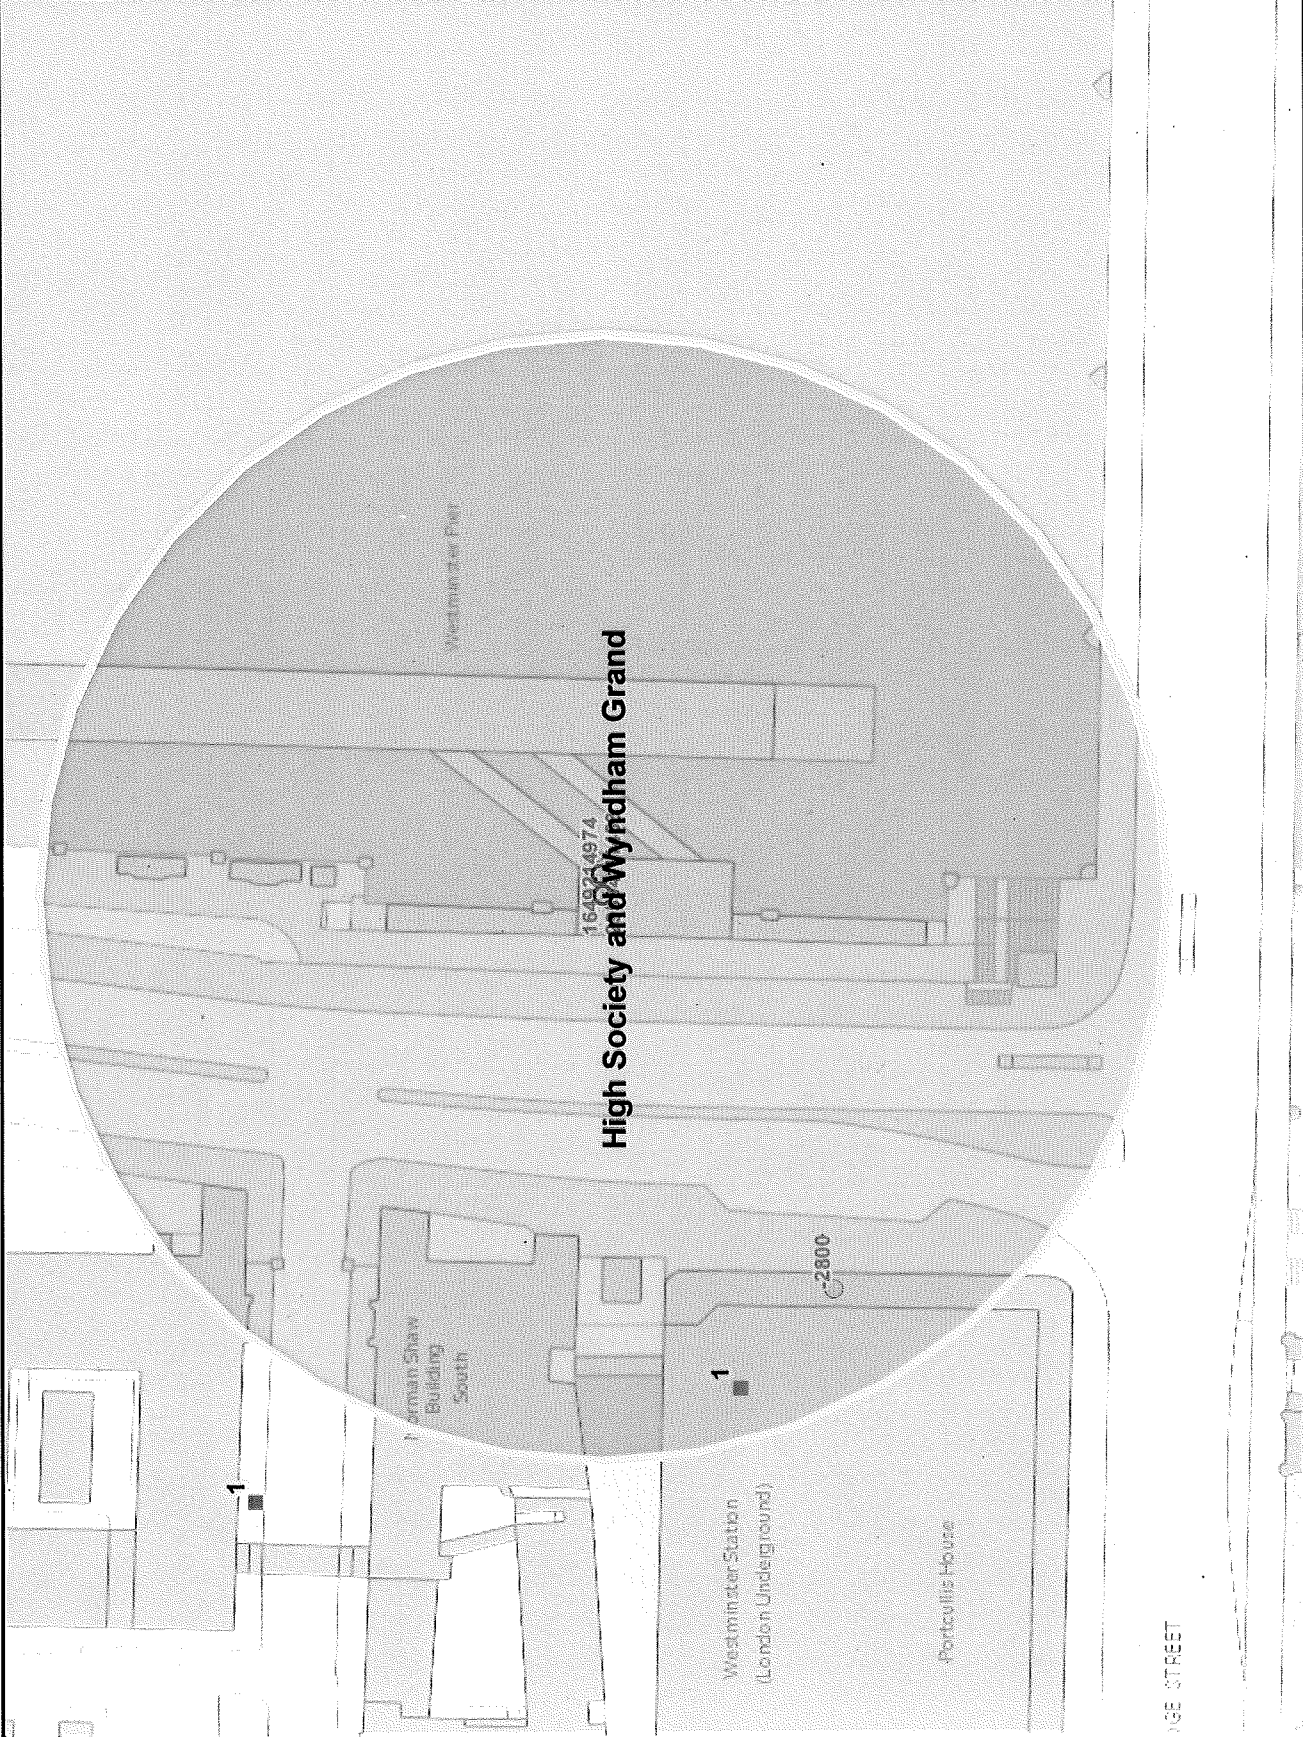 Westminster Pier
High Society and Wyndham Grand
1649214974
-2800
Norman Shaw
Building
South
1
1
Westminster Station
(London Underground)
Portcullis House
GE STREET